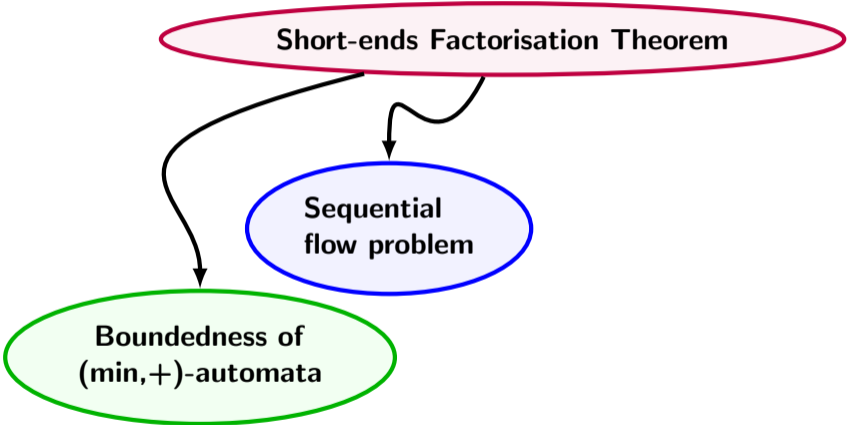 Short-ends Factorisation Theorem
Sequential
flow problem
Boundedness of
(min,+)-automata